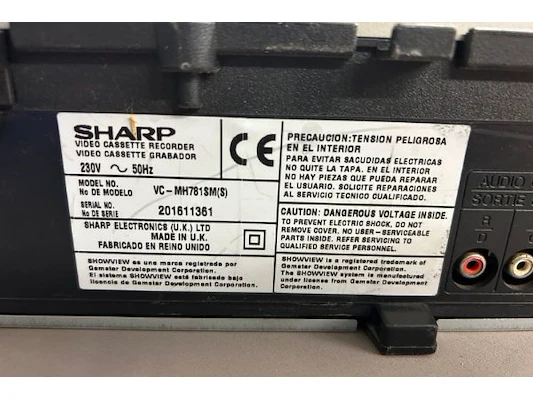 SHARP
VIDEO CASSETTE RECORDER
VIDEO CASSETTE GRABADOR
230V ~ 50Hz
CE
MODEL NO.
No DE MODELO
VC-MH781SM(S)
SERIAL NO.
No DE SERIE
201611361
SHARP ELECTRONICS (U.K.) LTD
MADE IN U.K.
FABRICADO EN REINO UNIDO
SHOWVIEW es una marca registrada por
Gemstar Development Corporation.
El sistema SHOWVIEW está fabricado bajo
licencia de Gemstar Development Corporation.
PRECAUCION:TENSION PELIGROSA
EN EL INTERIOR
PARA EVITAR SACUDIDAS ELECTRICAS
NO QUITE LA TAPA. EN EL INTERIOR
NO HAY PIEZAS QUE PUEDA REPARAR
EL USUARIO. SOLICITE REPARACIONES
AL SERVICIO TECNICO CUALIFICADO.
CAUTION: DANGEROUS VOLTAGE INSIDE.
TO PREVENT ELECTRIC SHOCK, DO NOT
REMOVE COVER. NO USER-SERVICEABLE
PARTS INSIDE. REFER SERVICING TO
QUALIFIED SERVICE PERSONNEL.
SHOWVIEW is a registered trademark of
Gemstar Development Corporation.
The SHOWVIEW system is manufactured
under license from Gemstar Development Corporation.
AUDIO
SORTIE
R
D